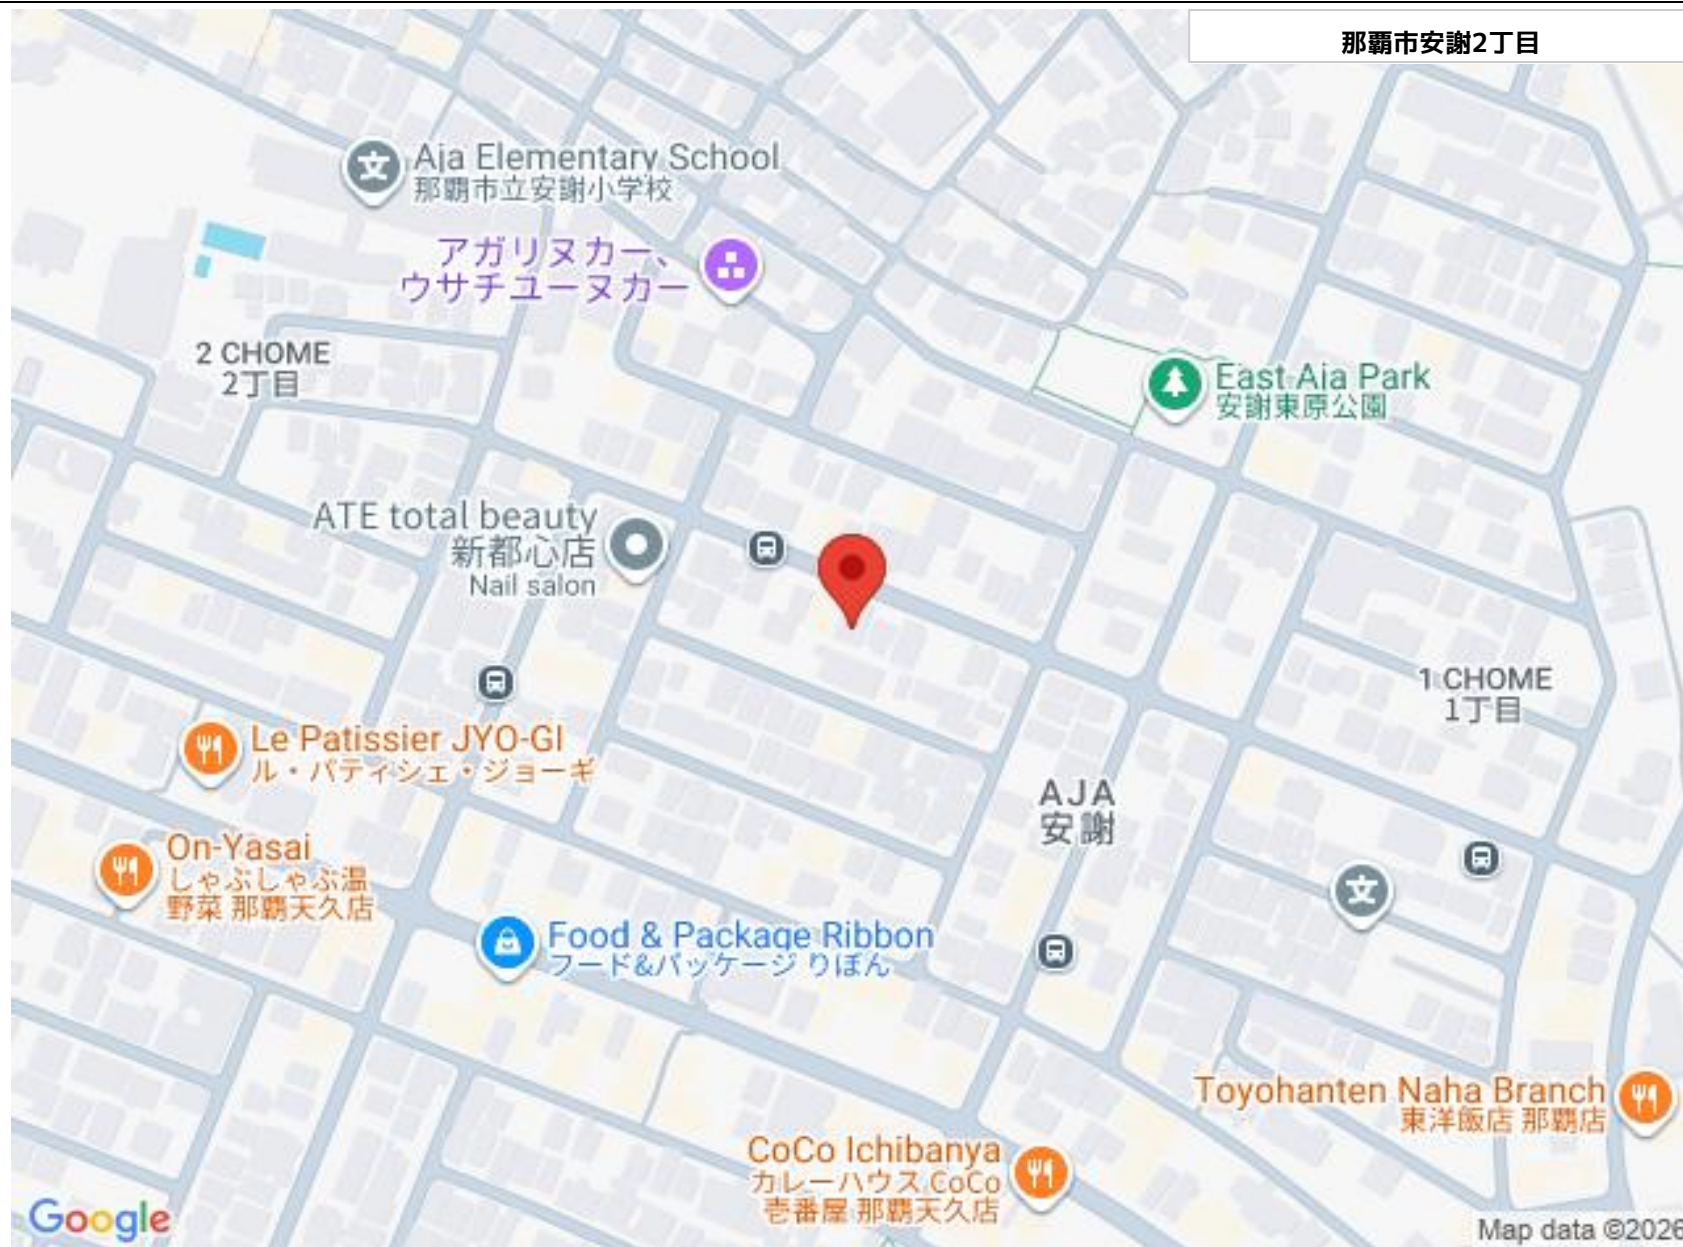 那覇市安謝2丁目
Aja Elementary School
那覇市立安謝小学校
アガリヌカー、
ウサチユーヌカー
2 CHOME
2丁目
East Aja Park
安謝東原公園
ATE total beauty
新都心店
Nail salon
1 CHOME
1丁目
Le Patissier JYO-GI
ル・パティシェ・ジョーギ
AJA
安謝
On-Yasai
しゃぶしゃぶ温
野菜 那覇天久店
文
文
Food & Package Ribbon
フード&パッケージ りぼん
Toyohanten Naha Branch
東洋飯店 那覇店
CoCo Ichibanya
カレーハウス CoCo
壱番屋 那覇天久店
Google
Map data ©2026